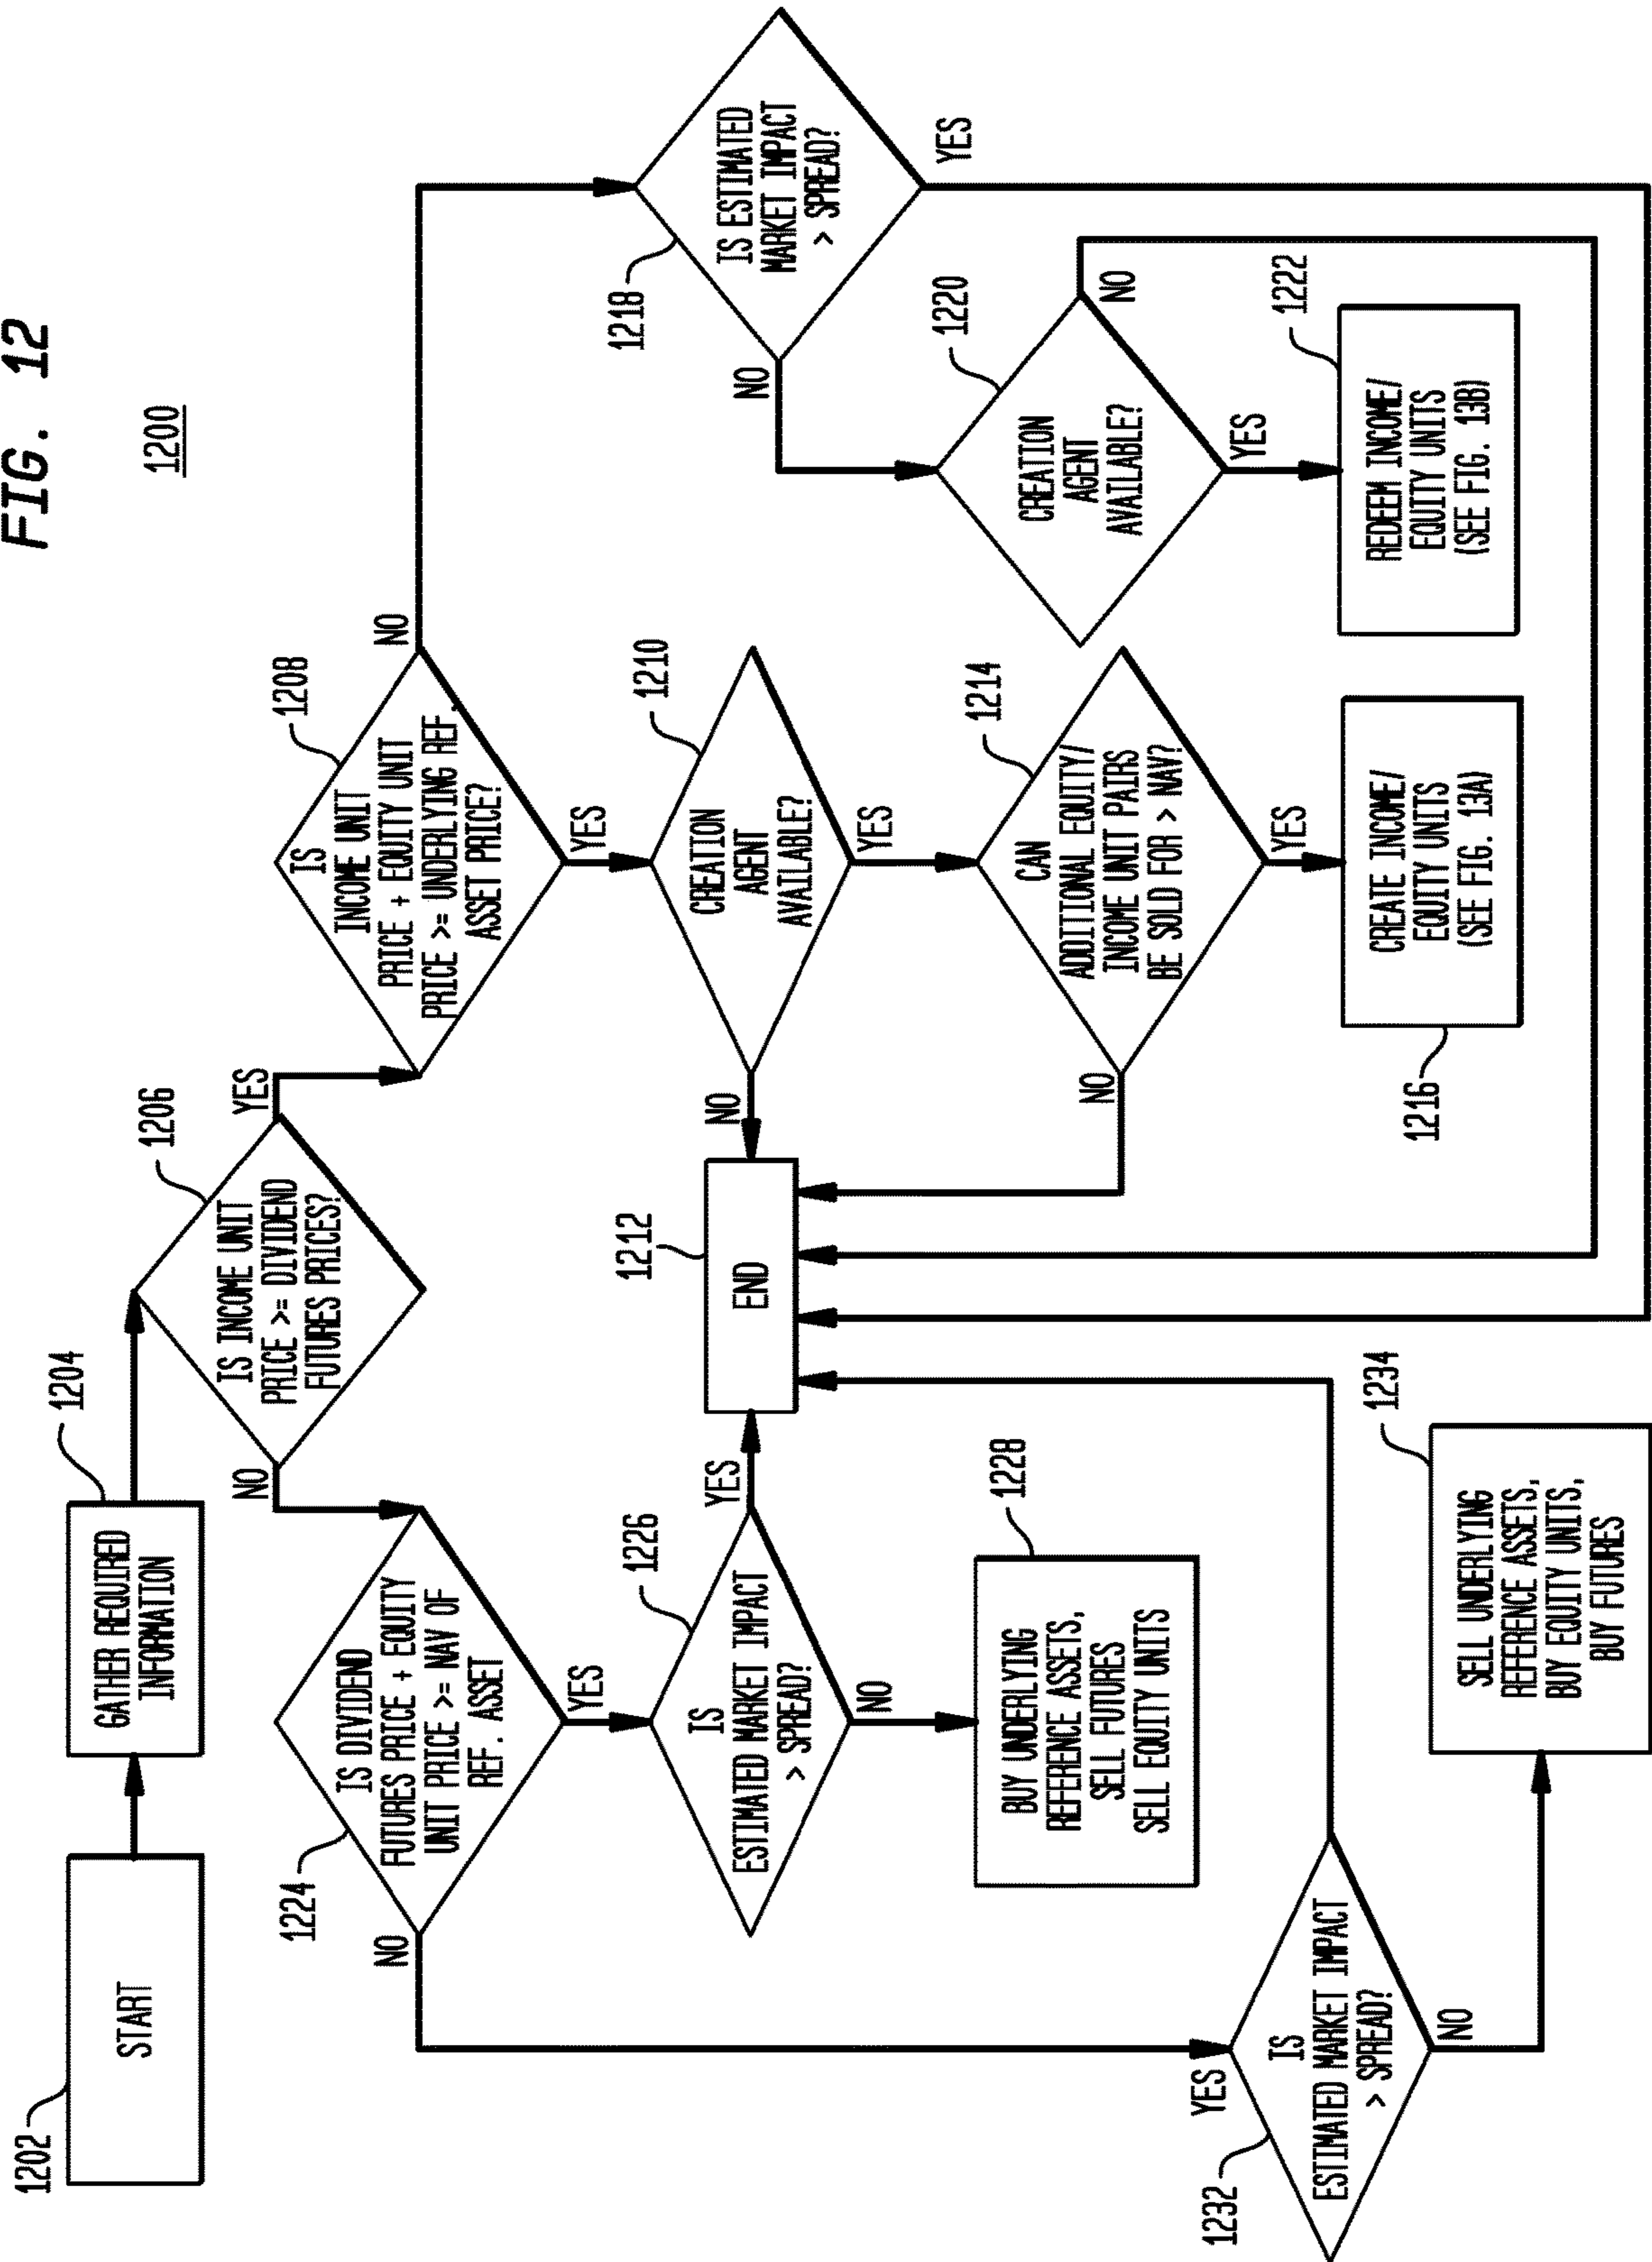 FIG. 12
1200
1202
START
1204
GATHER REQUIRED
INFORMATION
1206
IS INCOME UNIT
PRICE >= DIVIDEND
FUTURES PRICES?
NO
YES
1224
IS DIVIDEND
FUTURES PRICE + EQUITY
UNIT PRICE >= NAV OF
REF. ASSET
NO
YES
1208
IS
INCOME UNIT
PRICE + EQUITY UNIT
PRICE >= UNDERLYING REF.
ASSET PRICE?
NO
YES
1226
IS
ESTIMATED MARKET IMPACT
> SPREAD?
YES
NO
1212
END
1210
CREATION
AGENT
AVAILABLE?
NO
YES
1218
IS ESTIMATED
MARKET IMPACT
> SPREAD?
NO
YES
1228
BUY UNDERLYING
REFERENCE ASSETS,
SELL FUTURES
SELL EQUITY UNITS
1214
CAN
ADDITIONAL EQUITY/
INCOME UNIT PAIRS
BE SOLD FOR > NAV?
NO
YES
1220
CREATION
AGENT
AVAILABLE?
NO
YES
1232
IS
ESTIMATED MARKET IMPACT
> SPREAD?
YES
NO
1234
SELL UNDERLYING
REFERENCE ASSETS,
BUY EQUITY UNITS,
BUY FUTURES
1216
CREATE INCOME/
EQUITY UNITS
(SEE FIG. 13A)
1222
REDEEM INCOME/
EQUITY UNITS
(SEE FIG. 13B)